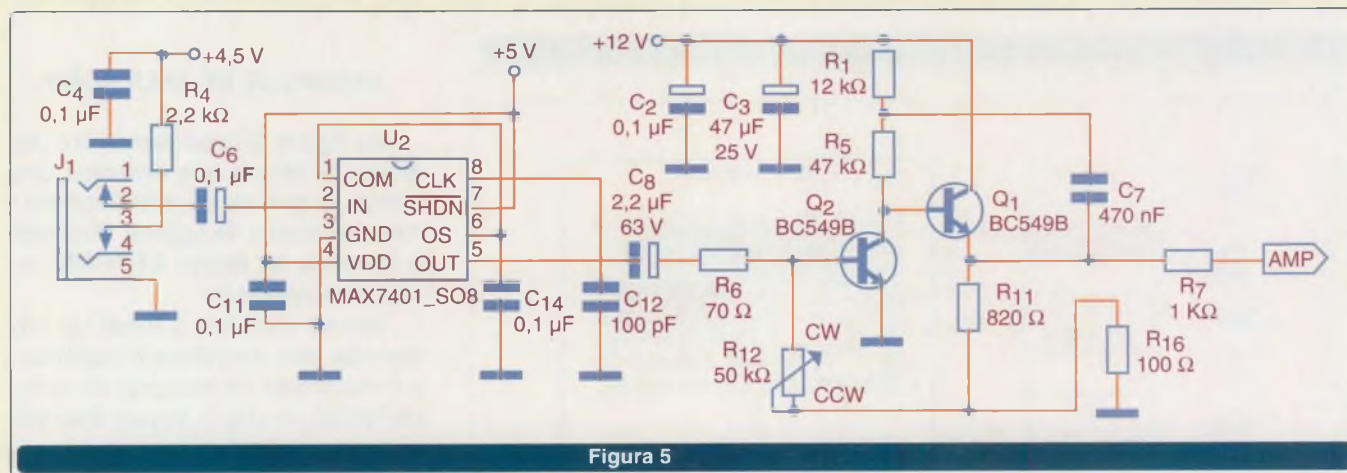 +4,5 V
C4
0,1 µF
R4
2,2 kΩ
J1
1
2
3
4
5
C6
0,1 µF
+5 V
U2
1
2
3
4
COM
IN
GND
VDD
CLK
SHDN
OS
OUT
8
7
6
5
MAX7401_SO8
C11
0,1 µF
C14
0,1 µF
C12
100 pF
C8
2,2 µF
63 V
+12 V
C2
0,1 µF
C3
47 µF
25 V
R1
12 kΩ
R5
47 kΩ
Q2
BC549B
Q1
BC549B
C7
470 nF
R6
70 Ω
R12
50 kΩ
CW
CCW
R11
820 Ω
R7
1 KΩ
AMP
R16
100 Ω
Figura 5